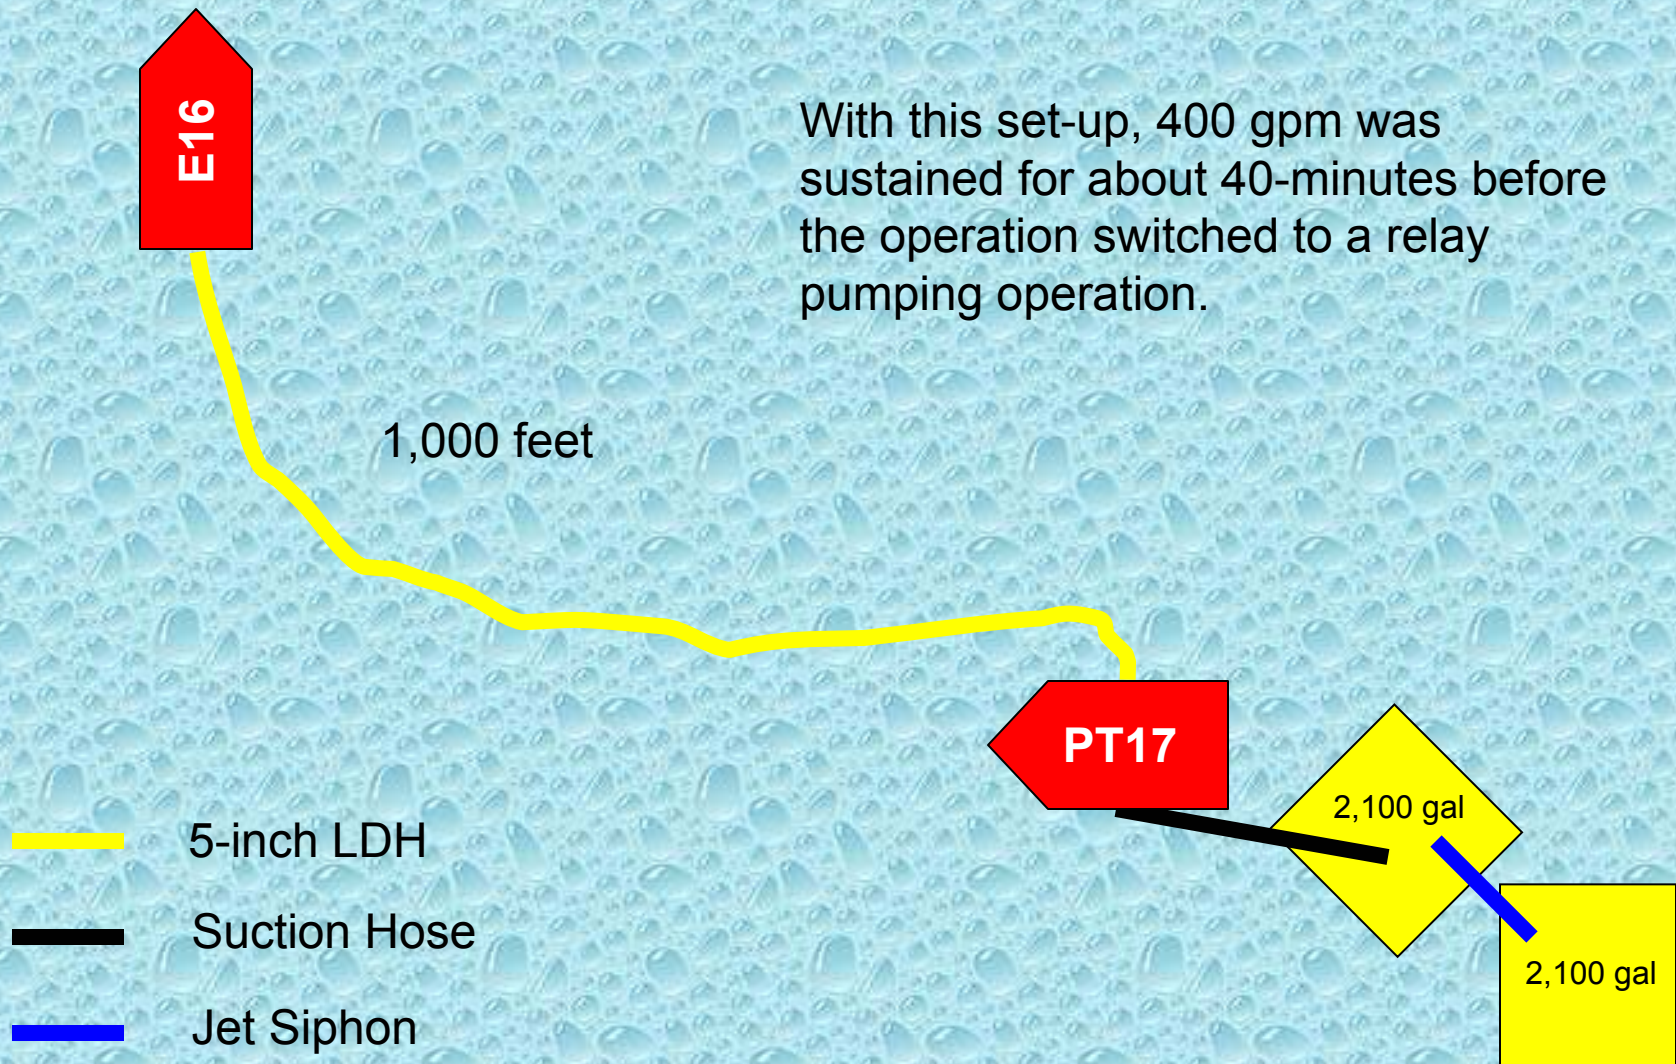 E16
With this set-up, 400 gpm was
sustained for about 40-minutes before
the operation switched to a relay
pumping operation.
1,000 feet
PT17
2,100 gal
2,100 gal
5-inch LDH
Suction Hose
Jet Siphon